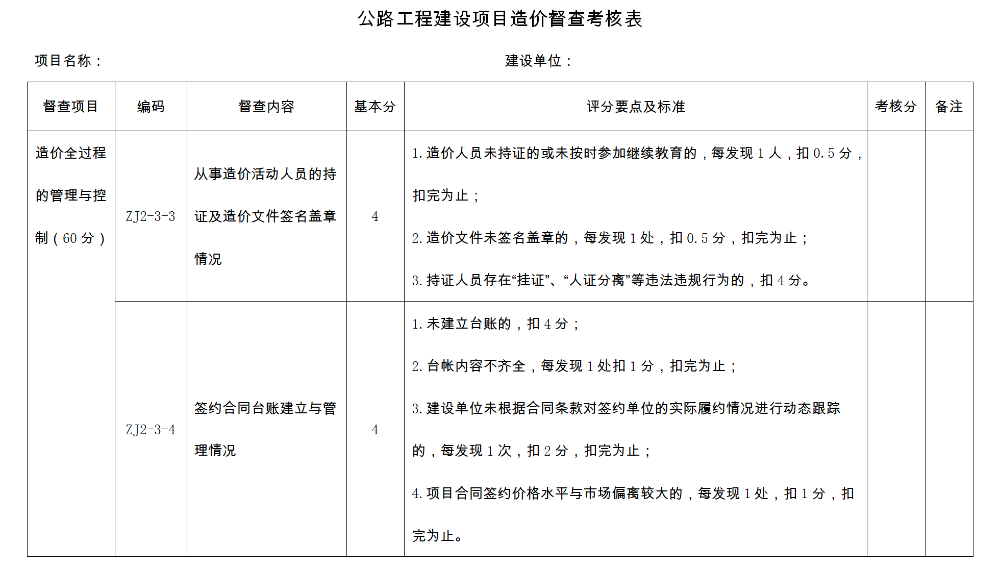 公路工程建设项目造价督查考核表
项目名称：
建设单位：
督查项目 编码 督查内容 基本分 评分要点及标准 考核分 备注
造价全过程
的管理与控
制（60 分）
ZJ2-3-3
从事造价活动人员的持
证及造价文件签名盖章
情况
4
1.造价人员未持证的或未按时参加继续教育的，每发现 1 人，扣 0.5 分，
扣完为止；
2.造价文件未签名盖章的，每发现 1 处，扣 0.5 分，扣完为止；
3.持证人员存在“挂证”、“人证分离”等违法违规行为的，扣 4 分。
ZJ2-3-4
签约合同台账建立与管
理情况
4
1.未建立台账的，扣 4 分；
2.台帐内容不齐全，每发现 1 处扣 1 分，扣完为止；
3.建设单位未根据合同条款对签约单位的实际履约情况进行动态跟踪
的，每发现 1 次，扣 2 分，扣完为止；
4.项目合同签约价格水平与市场偏离较大的，每发现 1 处，扣 1 分，扣
完为止。